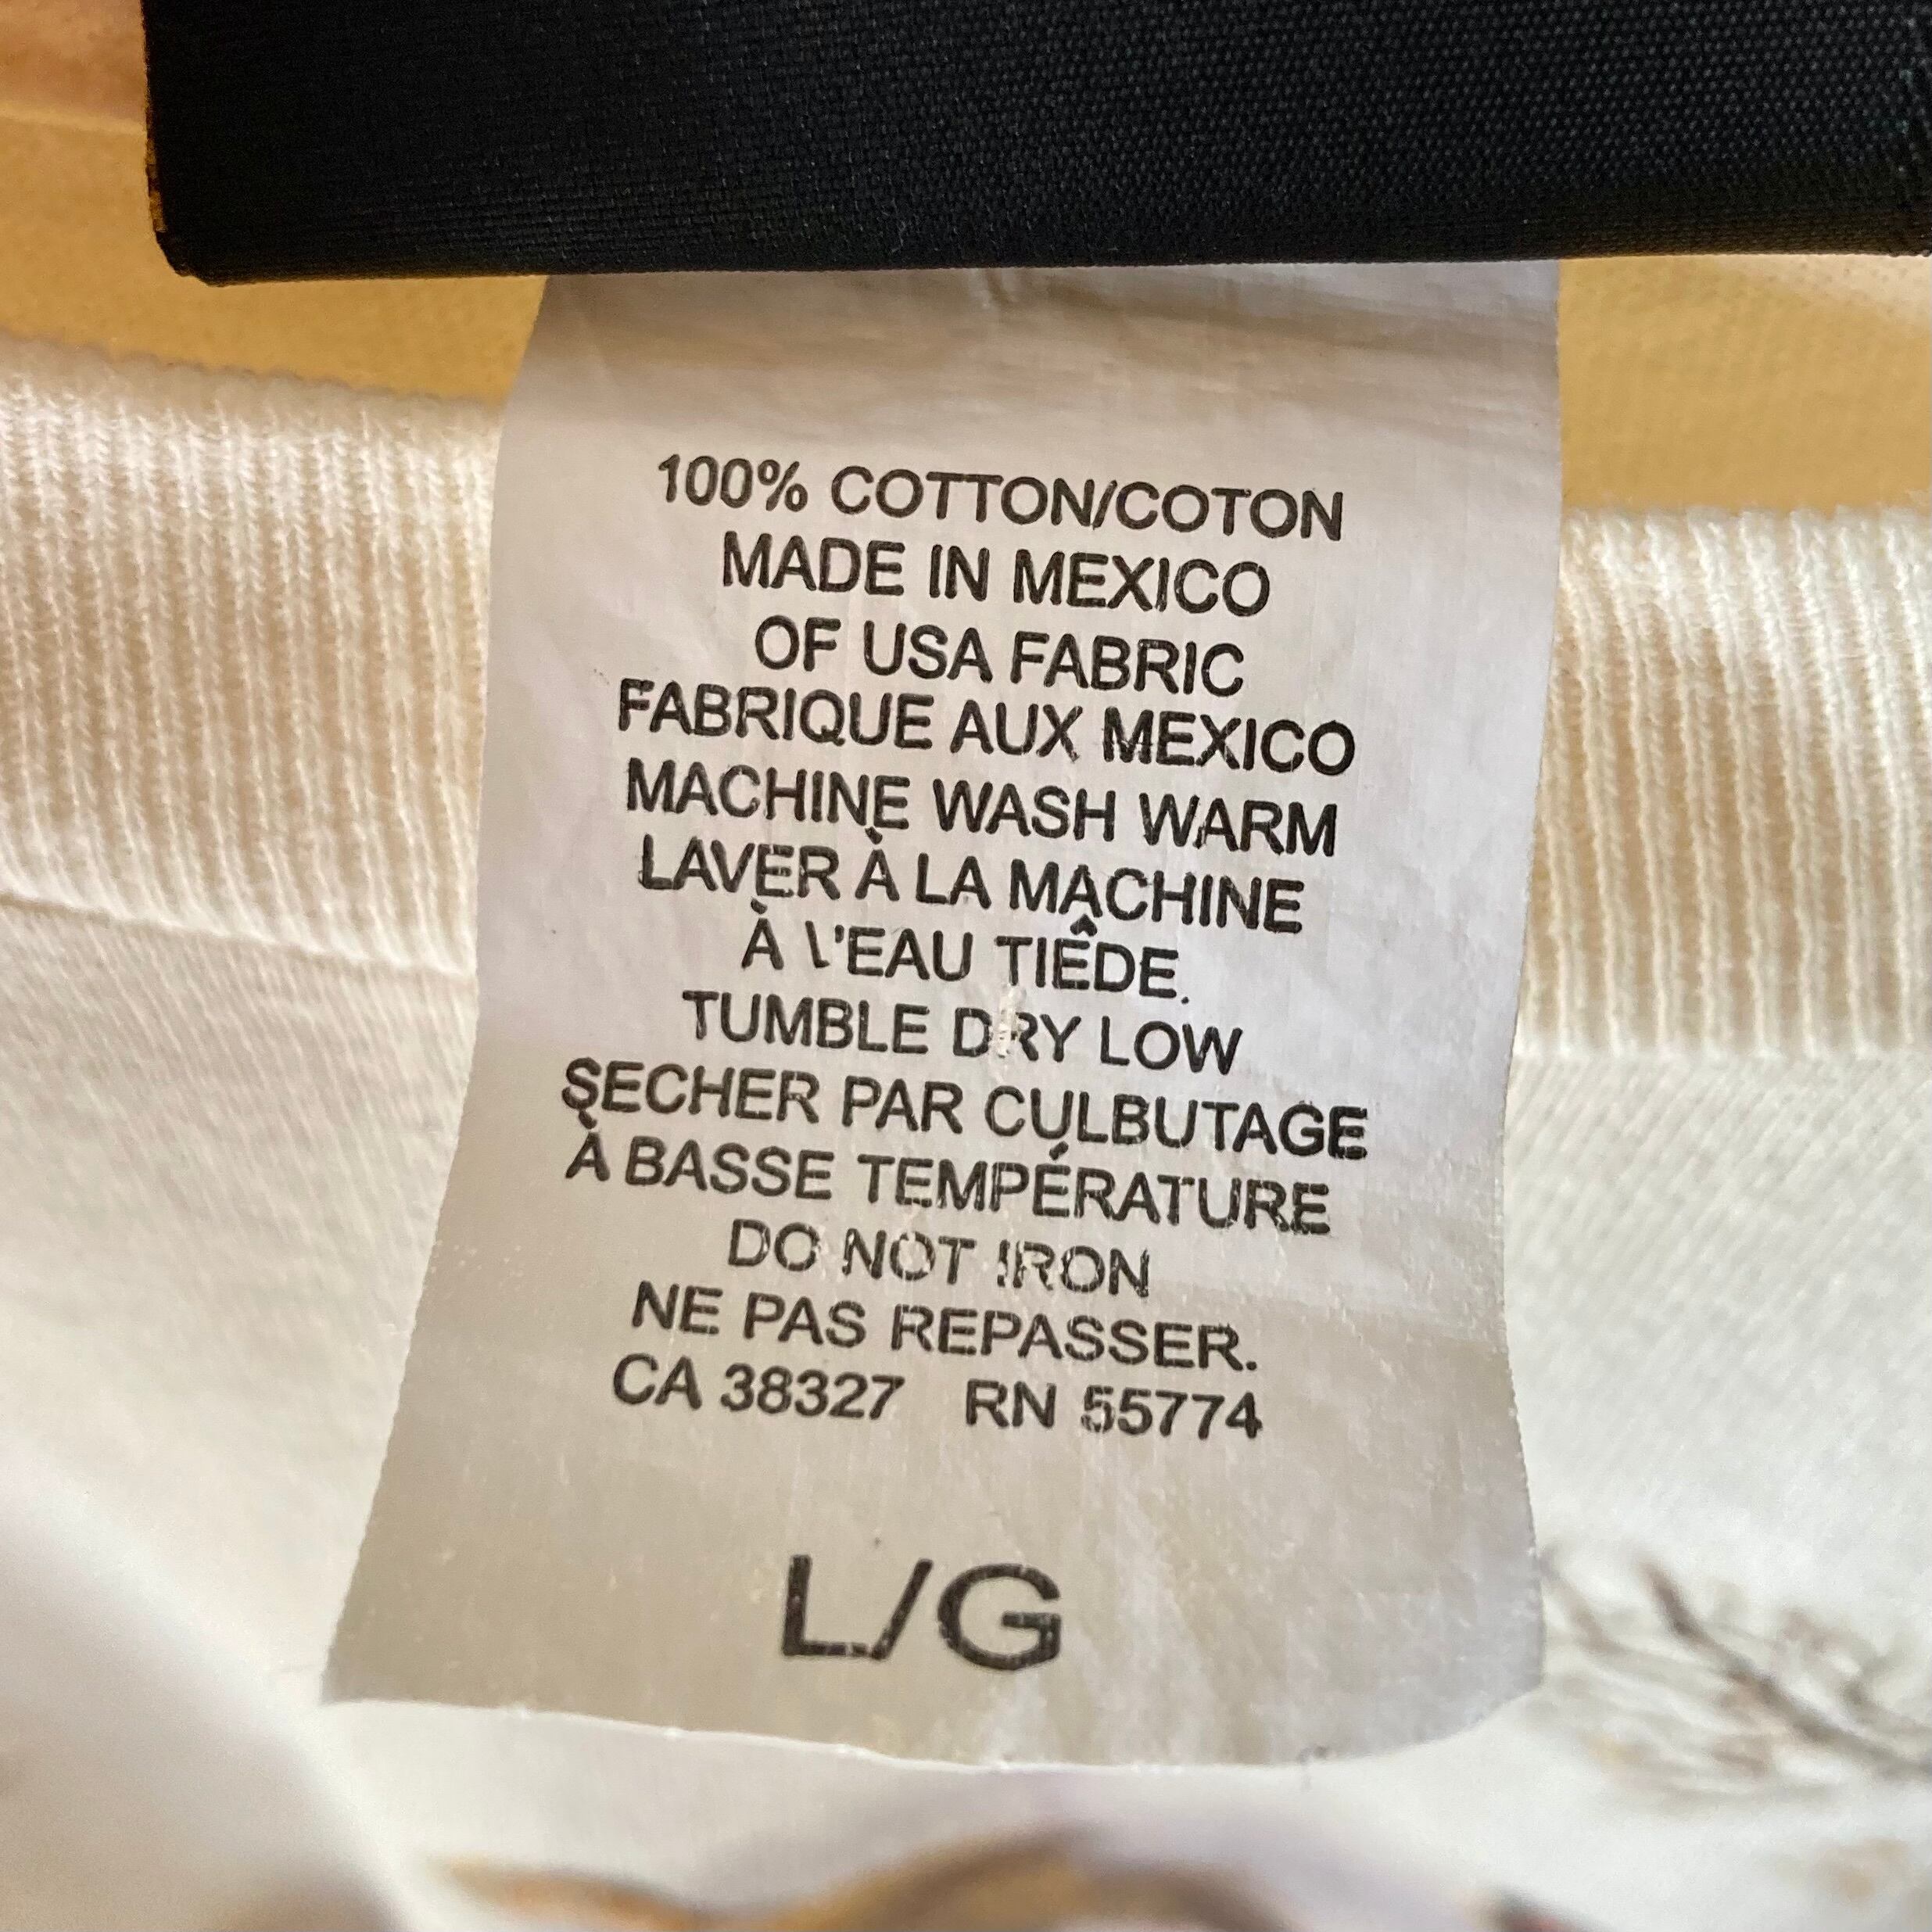 100% COTTON/COTON
MADE IN MEXICO
OF USA FABRIC
FABRIQUE AUX MEXICO
MACHINE WASH WARM
LAVER À LA MACHINE
À L'EAU TIÊDE.
TUMBLE DRY LOW
SECHER PAR CULBUTAGE
À BASSE TEMPÉRATURE
DO NOT IRON
NE PAS REPASSER.
CA 38327 RN 55774
L/G